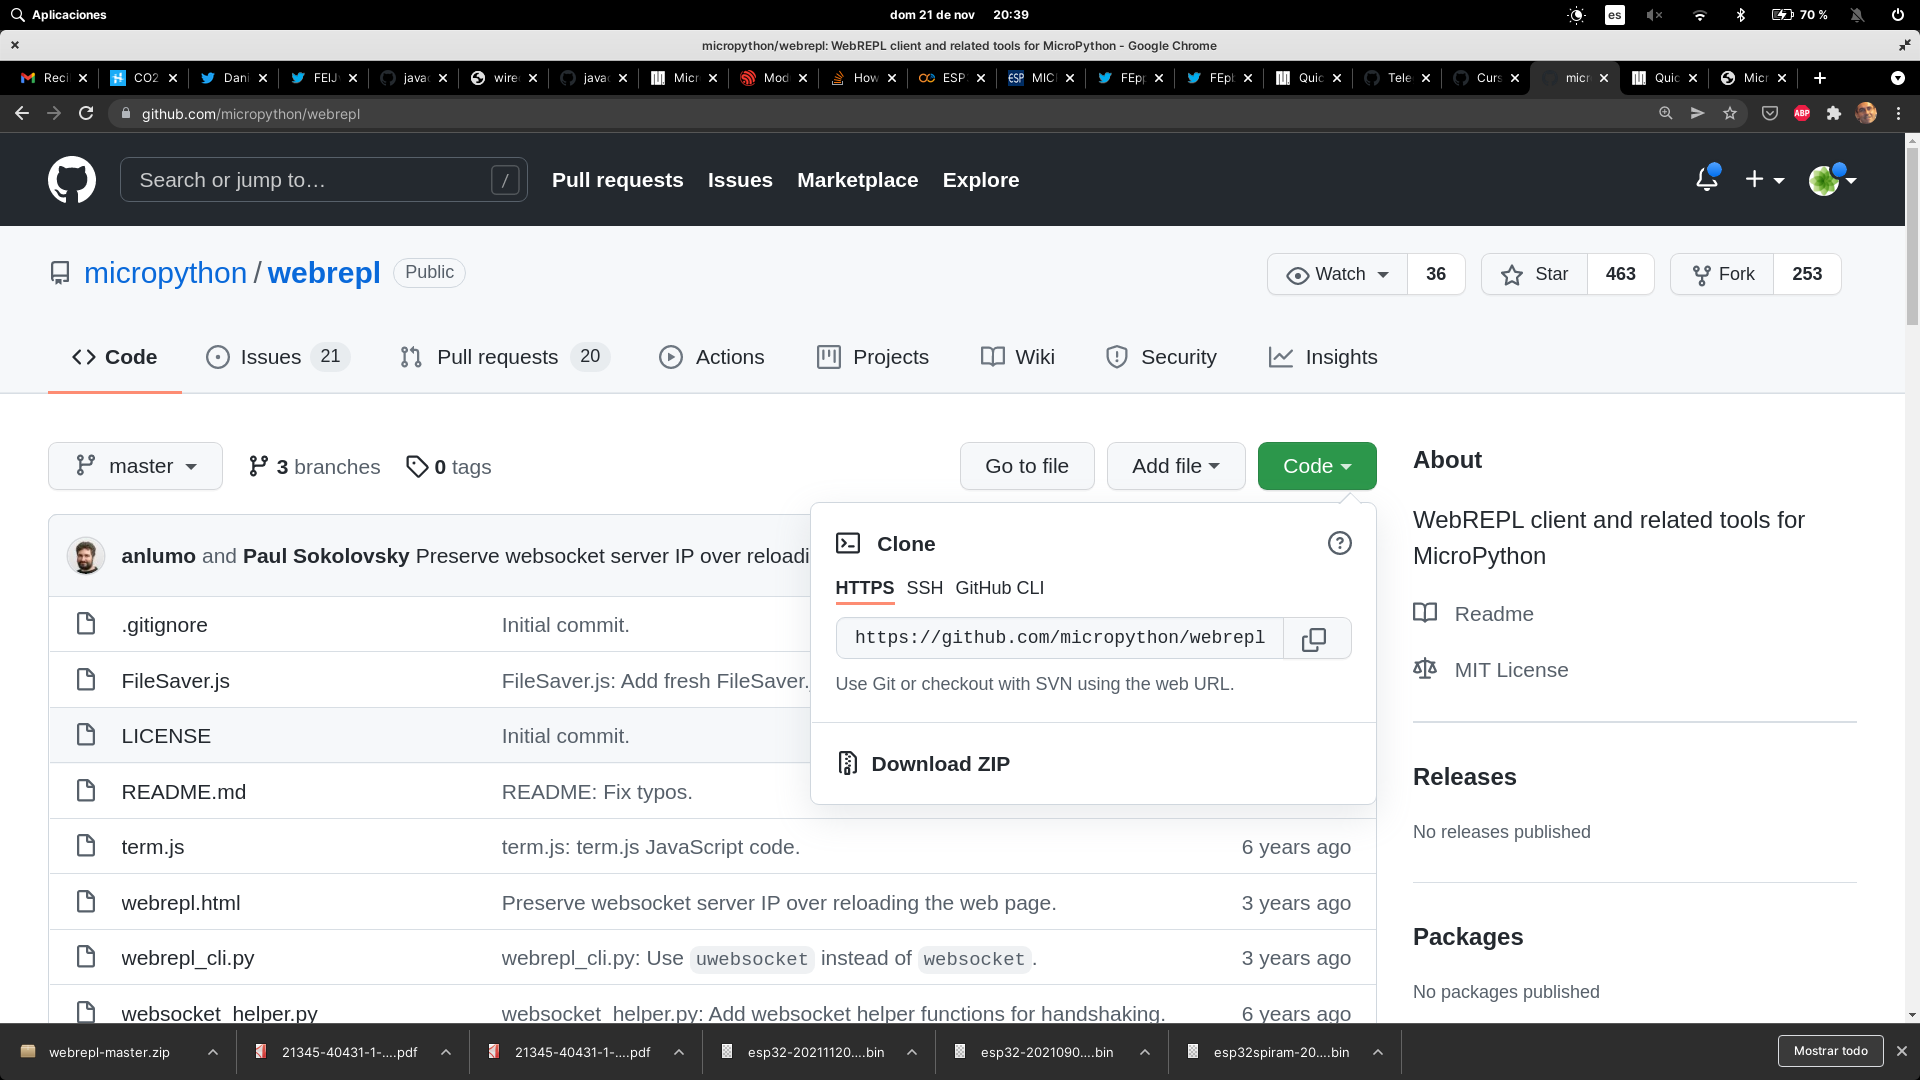 Aplicaciones
dom 21 de nov 20:39
es
70 %
micropython/webrepl: WebREPL client and related tools for MicroPython - Google Chrome
Reci
CO2
Dani
FEIJ
java
wire
java
Micr
Mod
How
ESP
ESP MIC
FEp
FEp
Quic
Tele
Curs
micr
Quic
Micr
github.com/micropython/webrepl
ABP
Search or jump to… /
Pull requests
Issues
Marketplace
Explore
micropython / webrepl Public
Watch 36
Star 463
Fork 253
Code
Issues 21
Pull requests 20
Actions
Projects
Wiki
Security
Insights
master
3 branches
0 tags
Go to file
Add file
Code
About
WebREPL client and related tools for
MicroPython
Readme
MIT License
Releases
No releases published
Packages
No packages published
Clone
HTTPS SSH GitHub CLI
https://github.com/micropython/webrepl
Use Git or checkout with SVN using the web URL.
Download ZIP
anlumo and Paul Sokolovsky Preserve websocket server IP over reloadi
.gitignore Initial commit.
FileSaver.js FileSaver.js: Add fresh FileSaver.
LICENSE Initial commit.
README.md README: Fix typos.
term.js term.js: term.js JavaScript code. 6 years ago
webrepl.html Preserve websocket server IP over reloading the web page. 3 years ago
webrepl_cli.py webrepl_cli.py: Use uwebsocket instead of websocket. 3 years ago
websocket_helper.py websocket_helper.py: Add websocket helper functions for handshaking. 6 years ago
webrepl-master.zip
21345-40431-1-....pdf
21345-40431-1-....pdf
esp32-20211120....bin
esp32-2021090....bin
esp32spiram-20....bin
Mostrar todo